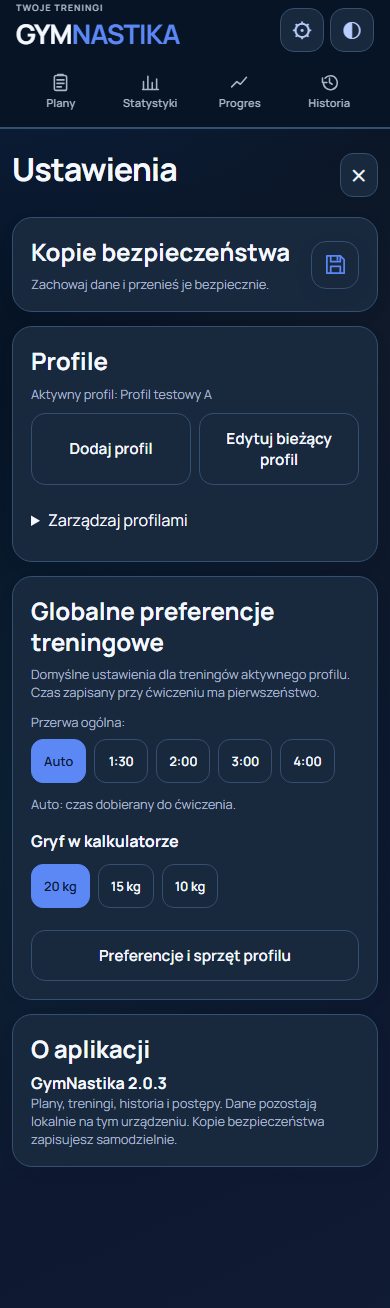 TWOJE TRENINGI
GYMNASTIKA
Plany
Statystyki
Progres
Historia
Ustawienia
Kopie bezpieczeństwa
Zachowaj dane i przenieś je bezpiecznie.
Profile
Aktywny profil: Profil testowy A
Dodaj profil
Edytuj bieżący
profil
Zarządzaj profilami
Globalne preferencje
treningowe
Domyślne ustawienia dla treningów aktywnego profilu.
Czas zapisany przy ćwiczeniu ma pierwszeństwo.
Przerwa ogólna:
Auto
1:30
2:00
3:00
4:00
Auto: czas dobierany do ćwiczenia.
Gryf w kalkulatorze
20 kg
15 kg
10 kg
Preferencje i sprzęt profilu
O aplikacji
GymNastika 2.0.3
Plany, treningi, historia i postępy. Dane pozostają
lokalnie na tym urządzeniu. Kopie bezpieczeństwa
zapisujesz samodzielnie.